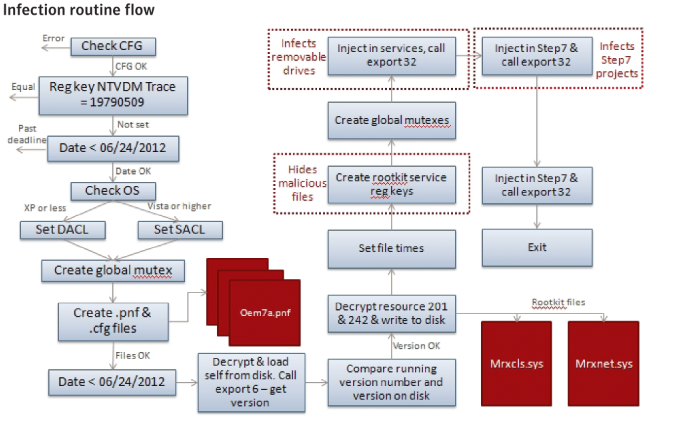 Infection routine flow
Error
Check CFG
CFG OK
Equal
Reg key NTVDM Trace
= 19790509
Not set
Past
deadline
Date < 06/24/2012
Date OK
Check OS
XP or less
Vista or higher
Set DACL
Set SACL
Create global mutex
Create .pnf &
.cfg files
Oem7a.pnf
Files OK
Date < 06/24/2012
Decrypt & load
self from disk. Call
export 6 – get
version
Compare running
version number and
version on disk
Version OK
Decrypt resource 201
& 242 & write to disk
Rootkit files
Mrxcls.sys
Mrxnet.sys
Set file times
Hides
malicious
files
Create rootkit service
reg keys
Create global mutexes
Infects
removable
drives
Inject in services, call
export 32
Inject in Step7 &
call export 32
Infects
Step7
projects
Inject in Step7 &
call export 32
Exit